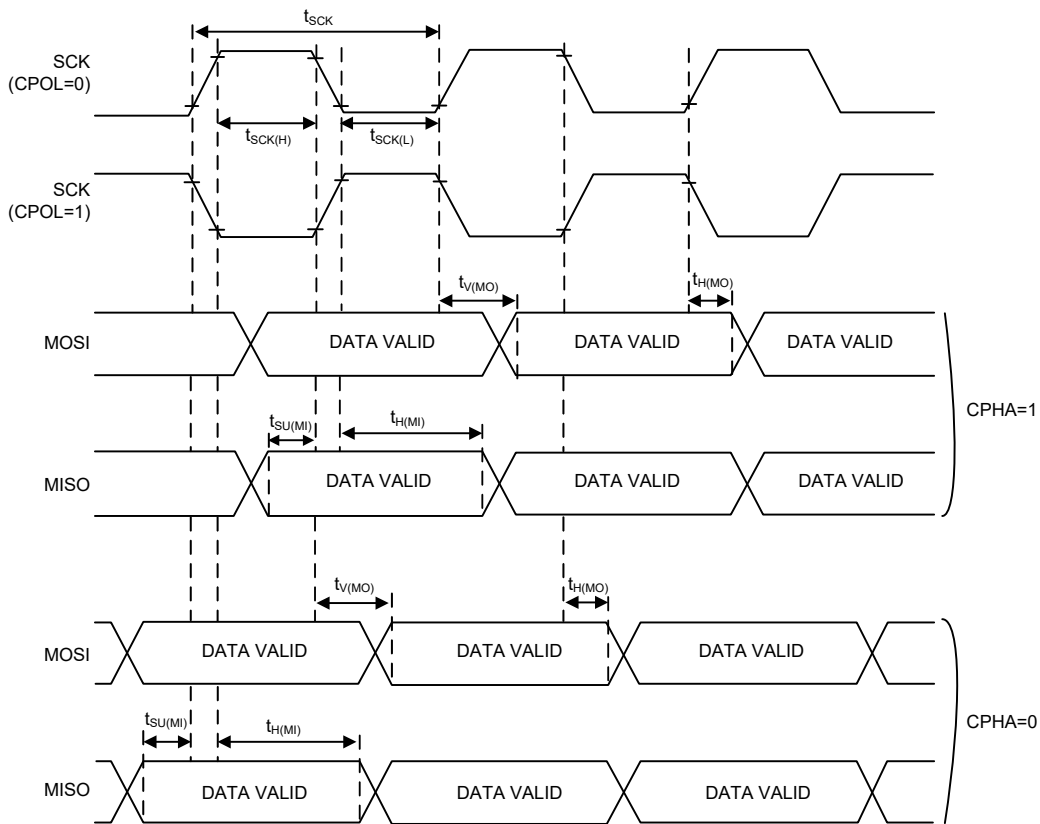 tSCK
SCK
(CPOL=0)
tSCK(H)
tSCK(L)
SCK
(CPOL=1)
tV(MO)
tH(MO)
MOSI
DATA VALID
DATA VALID
DATA VALID
CPHA=1
tSU(MI)
tH(MI)
MISO
DATA VALID
DATA VALID
DATA VALID
tV(MO)
tH(MO)
MOSI
DATA VALID
DATA VALID
DATA VALID
CPHA=0
tSU(MI)
tH(MI)
MISO
DATA VALID
DATA VALID
DATA VALID